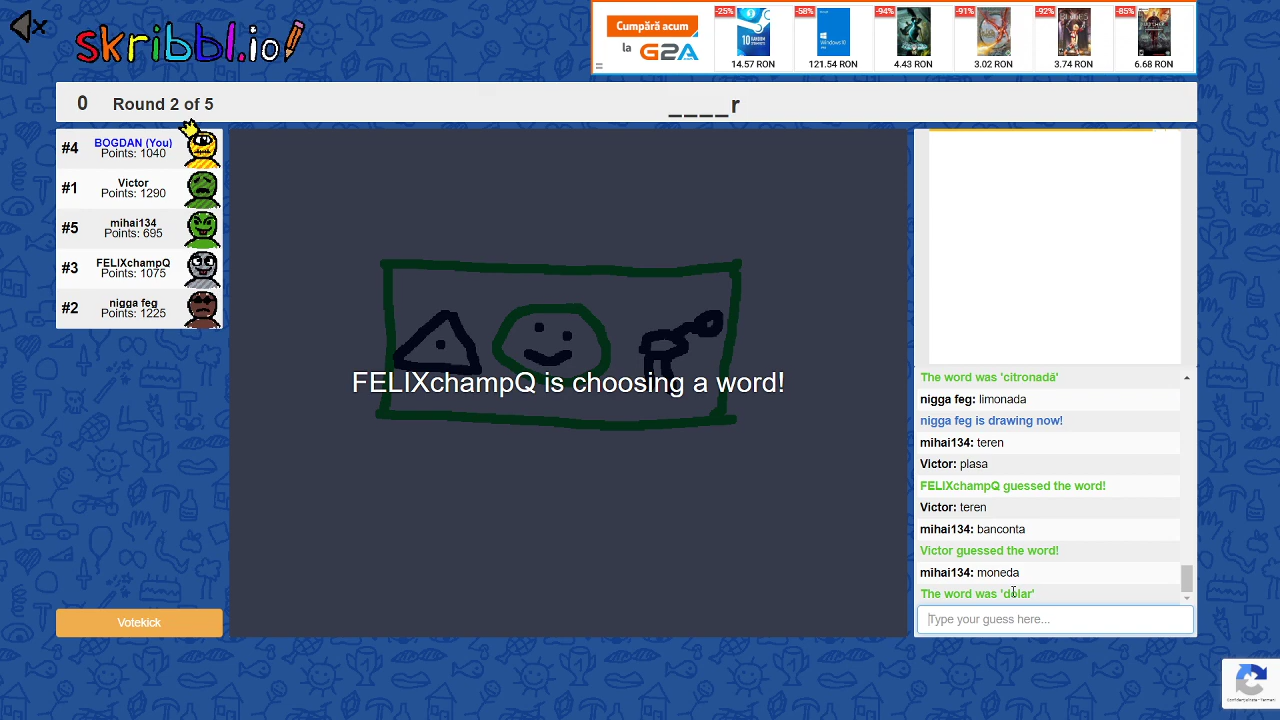 skribbl.io!
Cumpără acum
la G2A
-25%
14.57 RON
-58%
Windows 10
121.54 RON
-94%
4.43 RON
-91%
3.02 RON
-92%
3.74 RON
-85%
6.68 RON
0 Round 2 of 5
____r
#4 BOGDAN (You)
Points: 1040
#1 Victor
Points: 1290
#5 mihai134
Points: 695
#3 FELIXchampQ
Points: 1075
#2 nigga feg
Points: 1225
FELIXchampQ is choosing a word!
The word was 'citronadă'
nigga feg: limonada
nigga feg is drawing now!
mihai134: teren
Victor: plasa
FELIXchampQ guessed the word!
Victor: teren
mihai134: banconta
Victor guessed the word!
mihai134: moneda
The word was 'dolar'
Type your guess here...
Votekick